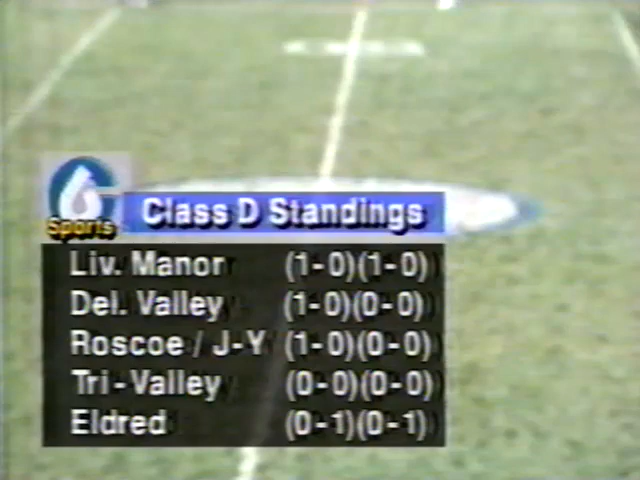 Sports
Class D Standings
Liv. Manor (1-0)(1-0)
Del. Valley (1-0)(0-0)
Roscoe / J-Y (1-0)(0-0)
Tri-Valley (0-0)(0-0)
Eldred (0-1)(0-1)